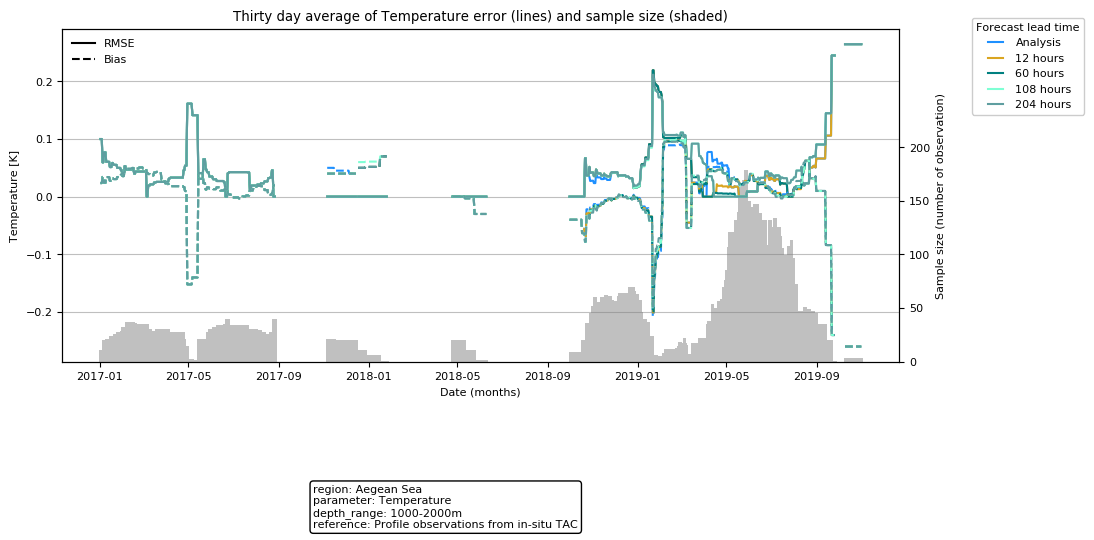 Thirty day average of Temperature error (lines) and sample size (shaded)
RMSE
Bias
Forecast lead time
Analysis
12 hours
60 hours
108 hours
204 hours
Temperature [K]
0.2
0.1
0.0
−0.1
−0.2
Sample size (number of observation)
200
150
100
50
0
2017-01 2017-05 2017-09 2018-01 2018-05 2018-09 2019-01 2019-05 2019-09
Date (months)
region: Aegean Sea
parameter: Temperature
depth_range: 1000-2000m
reference: Profile observations from in-situ TAC